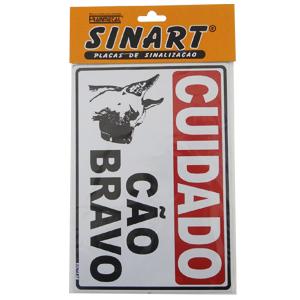 SINART®
PLACAS DE SINALIZAÇÃO
CUIDADO
CÃO
BRAVO